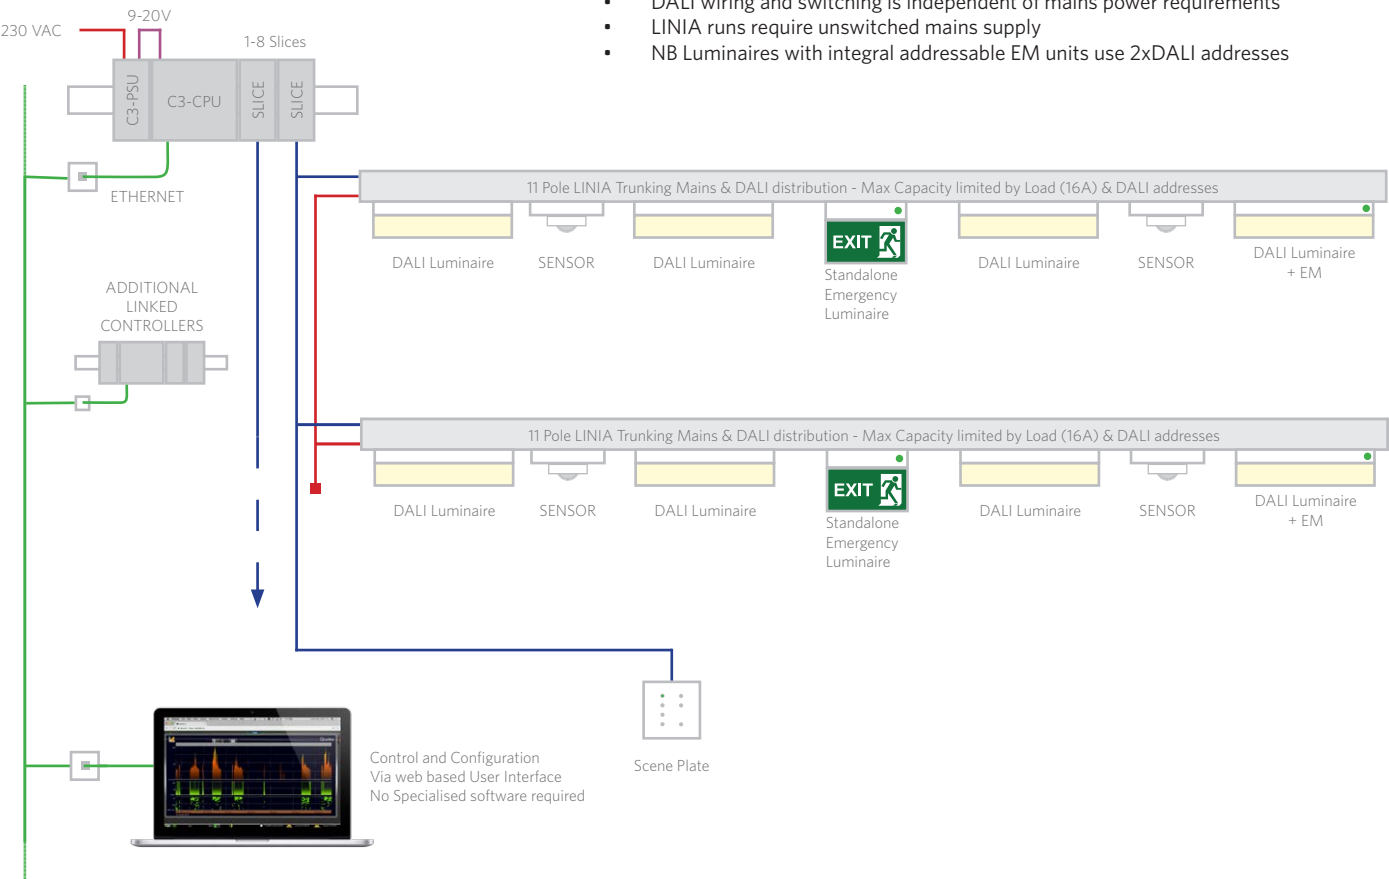 • DALI wiring and switching is independent of mains power requirements
• LINIA runs require unswitched mains supply
• NB Luminaires with integral addressable EM units use 2xDALI addresses
9-20V
230 VAC
1-8 Slices
C3-PSU
C3-CPU
SLICE
SLICE
ETHERNET
11 Pole LINIA Trunking Mains & DALI distribution - Max Capacity limited by Load (16A) & DALI addresses
DALI Luminaire
SENSOR
DALI Luminaire
EXIT
Standalone
Emergency
Luminaire
DALI Luminaire
SENSOR
DALI Luminaire
+ EM
ADDITIONAL
LINKED
CONTROLLERS
11 Pole LINIA Trunking Mains & DALI distribution - Max Capacity limited by Load (16A) & DALI addresses
DALI Luminaire
SENSOR
DALI Luminaire
EXIT
Standalone
Emergency
Luminaire
DALI Luminaire
SENSOR
DALI Luminaire
+ EM
Control and Configuration
Via web based User Interface
No Specialised software required
Scene Plate